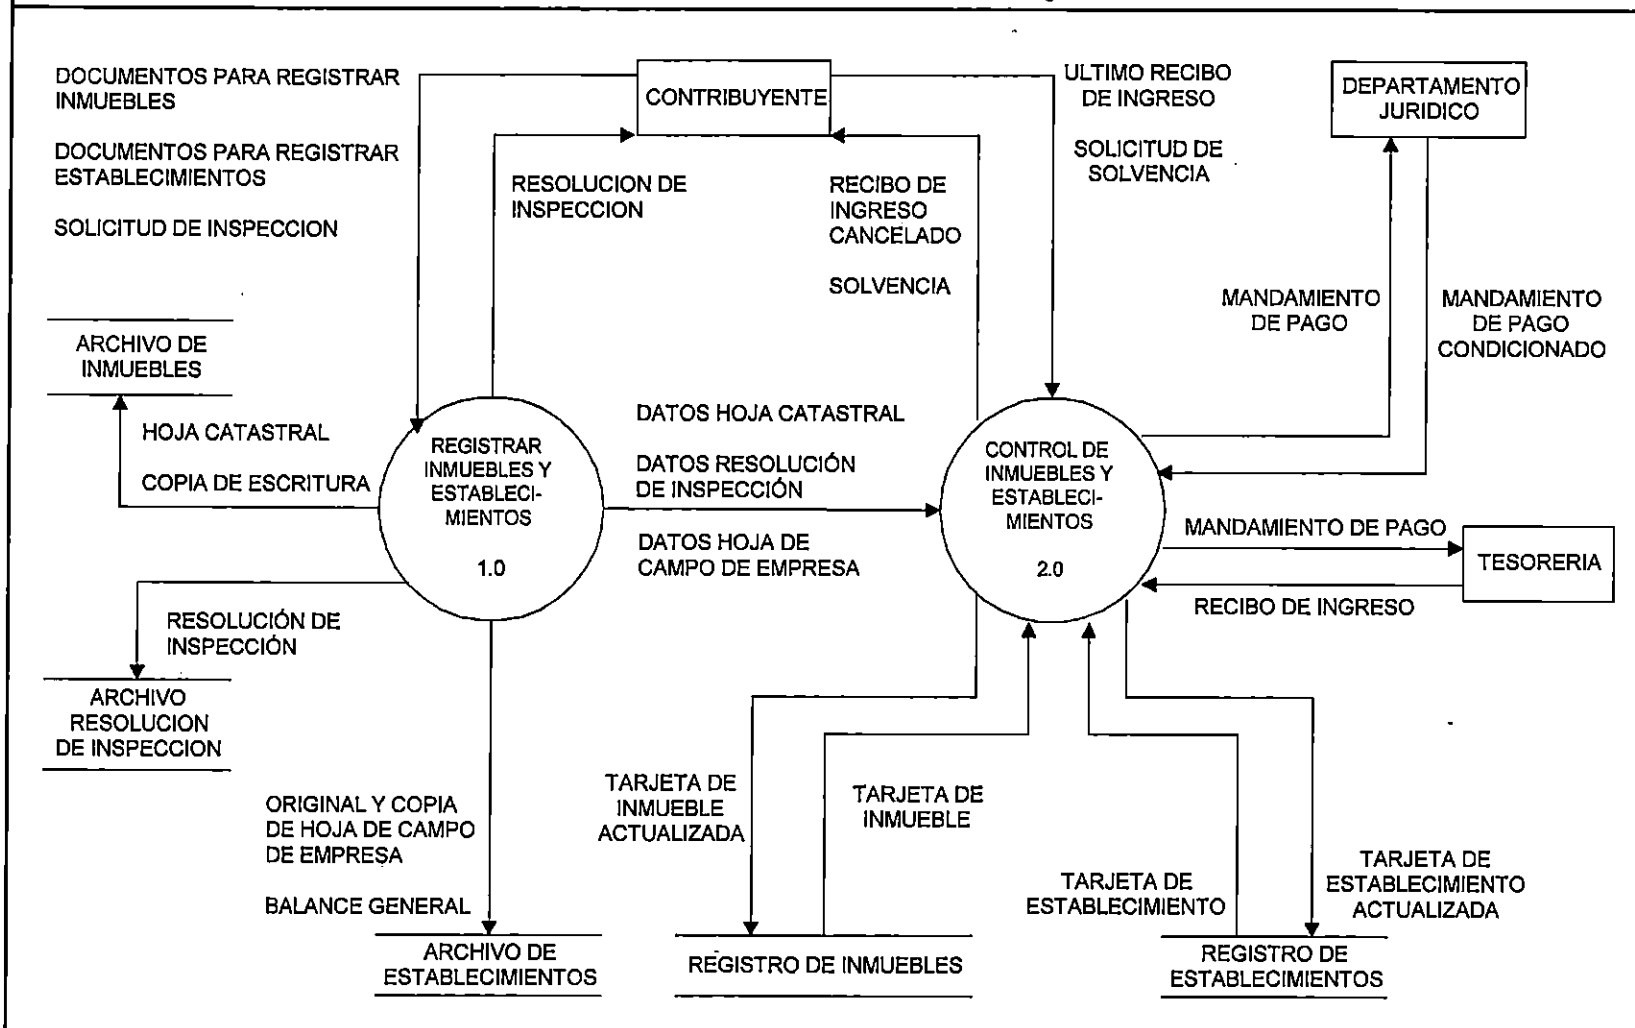 DOCUMENTOS PARA REGISTRAR
INMUEBLES
DOCUMENTOS PARA REGISTRAR
ESTABLECIMIENTOS
SOLICITUD DE INSPECCION
CONTRIBUYENTE
ULTIMO RECIBO
DE INGRESO
SOLICITUD DE
SOLVENCIA
DEPARTAMENTO
JURIDICO
RESOLUCION DE
INSPECCION
RECIBO DE
INGRESO
CANCELADO
SOLVENCIA
MANDAMIENTO
DE PAGO
MANDAMIENTO
DE PAGO
CONDICIONADO
ARCHIVO DE
INMUEBLES
HOJA CATASTRAL
COPIA DE ESCRITURA
REGISTRAR
INMUEBLES Y
ESTABLECI-
MIENTOS
1.0
DATOS HOJA CATASTRAL
DATOS RESOLUCIÓN
DE INSPECCIÓN
DATOS HOJA DE
CAMPO DE EMPRESA
CONTROL DE
INMUEBLES Y
ESTABLECI-
MIENTOS
2.0
MANDAMIENTO DE PAGO
TESORERIA
RECIBO DE INGRESO
RESOLUCIÓN DE
INSPECCIÓN
ARCHIVO
RESOLUCION
DE INSPECCION
ORIGINAL Y COPIA
DE HOJA DE CAMPO
DE EMPRESA
BALANCE GENERAL
TARJETA DE
INMUEBLE
ACTUALIZADA
TARJETA DE
INMUEBLE
TARJETA DE
ESTABLECIMIENTO
TARJETA DE
ESTABLECIMIENTO
ACTUALIZADA
ARCHIVO DE
ESTABLECIMIENTOS
REGISTRO DE INMUEBLES
REGISTRO DE
ESTABLECIMIENTOS